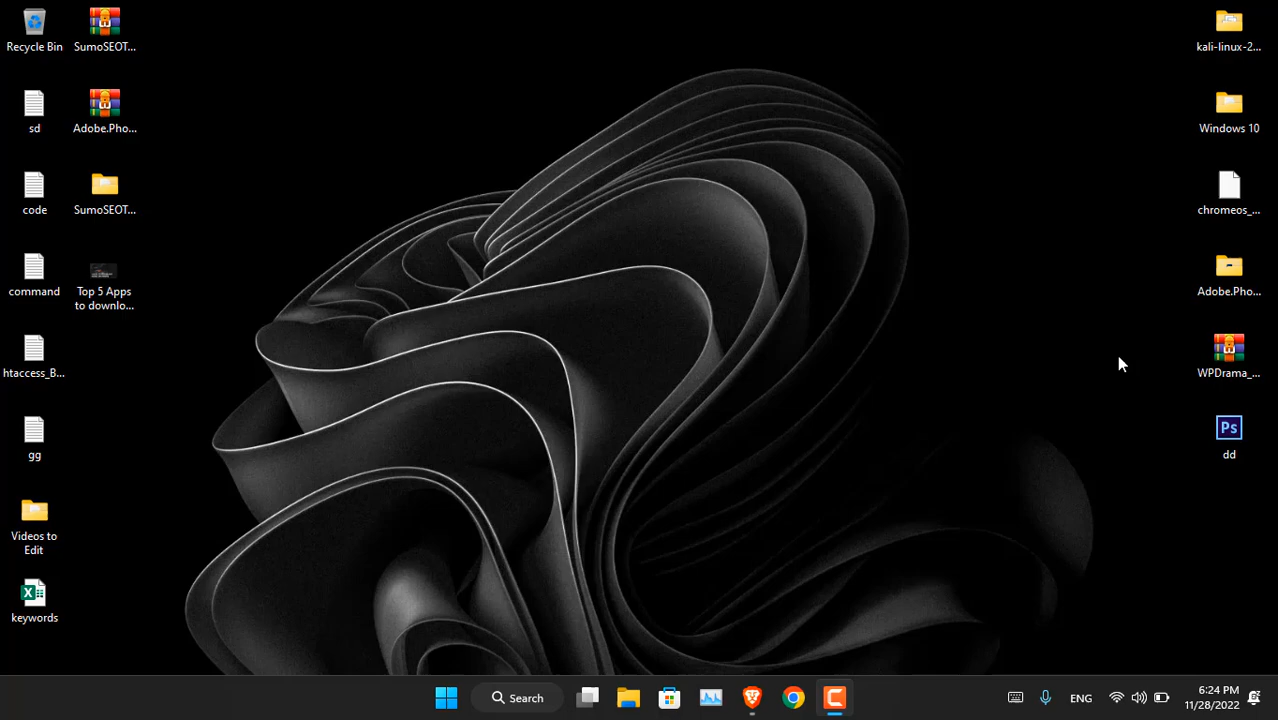 Recycle Bin
SumoSEOT...
sd
Adobe.Pho...
code
SumoSEOT...
command
Top 5 Apps
to downlo...
htaccess_B...
gg
Videos to
Edit
keywords
kali-linux-2...
Windows 10
chromeos_...
Adobe.Pho...
WPDrama_...
Ps
dd
Search
ENG
6:24 PM
11/28/2022